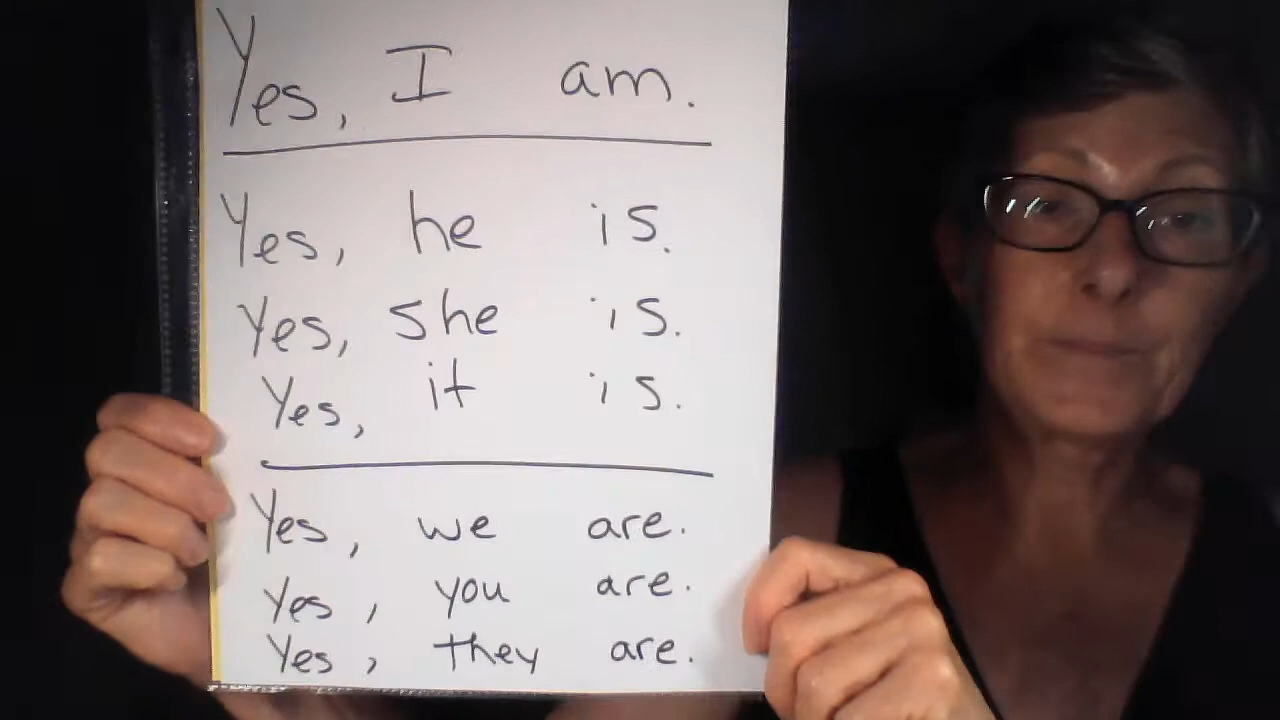 Yes, I am.
Yes, he is.
Yes, she is.
Yes, it is.
Yes, we are.
Yes, you are.
Yes, they are.